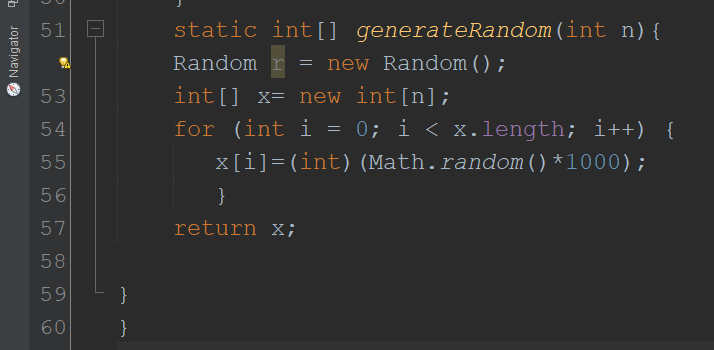 Navigator
51 static int[] generateRandom(int n){
Random r = new Random();
53 int[] x= new int[n];
54 for (int i = 0; i < x.length; i++) {
55 x[i]=(int)(Math.random()*1000);
56 }
57 return x;
58
59 }
60 }